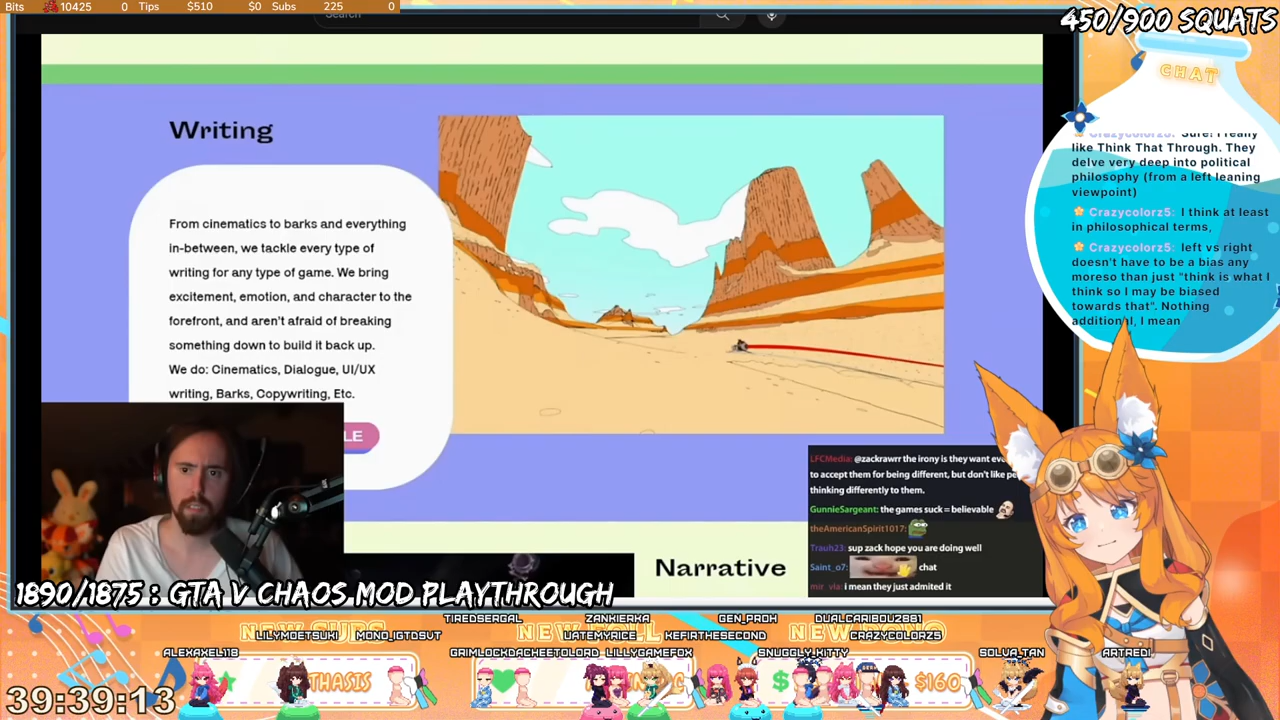 Bits 10425 0 Tips $510 $0 Subs 225 0
Search
450/900 SQUATS
CHAT
Crazycolorz5: Sure! I really
like Think That Through. They
delve very deep into political
philosophy (from a left leaning
viewpoint)
Crazycolorz5: I think at least
in philosophical terms,
Crazycolorz5: left vs right
doesn't have to be a bias any
moreso than just "think is what I
think so I may be biased
towards that". Nothing
additional, I mean
Writing
From cinematics to barks and everything
in-between, we tackle every type of
writing for any type of game. We bring
excitement, emotion, and character to the
forefront, and aren't afraid of breaking
something down to build it back up.
We do: Cinematics, Dialogue, UI/UX
writing, Barks, Copywriting, Etc.
LE
LFCMedia: @zackrawrr the irony is they want
to accept them for being different, but don't like
thinking differently to them.
GunnieSargeant: the games suck = believable
theAmericanSpirit1017:
Trauh23: sup zack hope you are doing well
Saint_o7: chat
mir_via: i mean they just admited it
Narrative
1890/1875 : GTA V CHAOS MOD PLAYTHROUGH
TIREDSERGAL ZANKIERKA GEN_PROH DUALCARIBOU2881
LILYMOETSUKI MONO_IGTDSVT UATEMYRICE KEFIRTHESECOND CRAZYCOLORZ5
ALEXAXEL118 GRIMLOCKDACHEETOLORD LILLYGAMEFOX SNUGGLY_KITTY SOLVA_TAN ARTREDI
THASIS $ $160
39:39:13